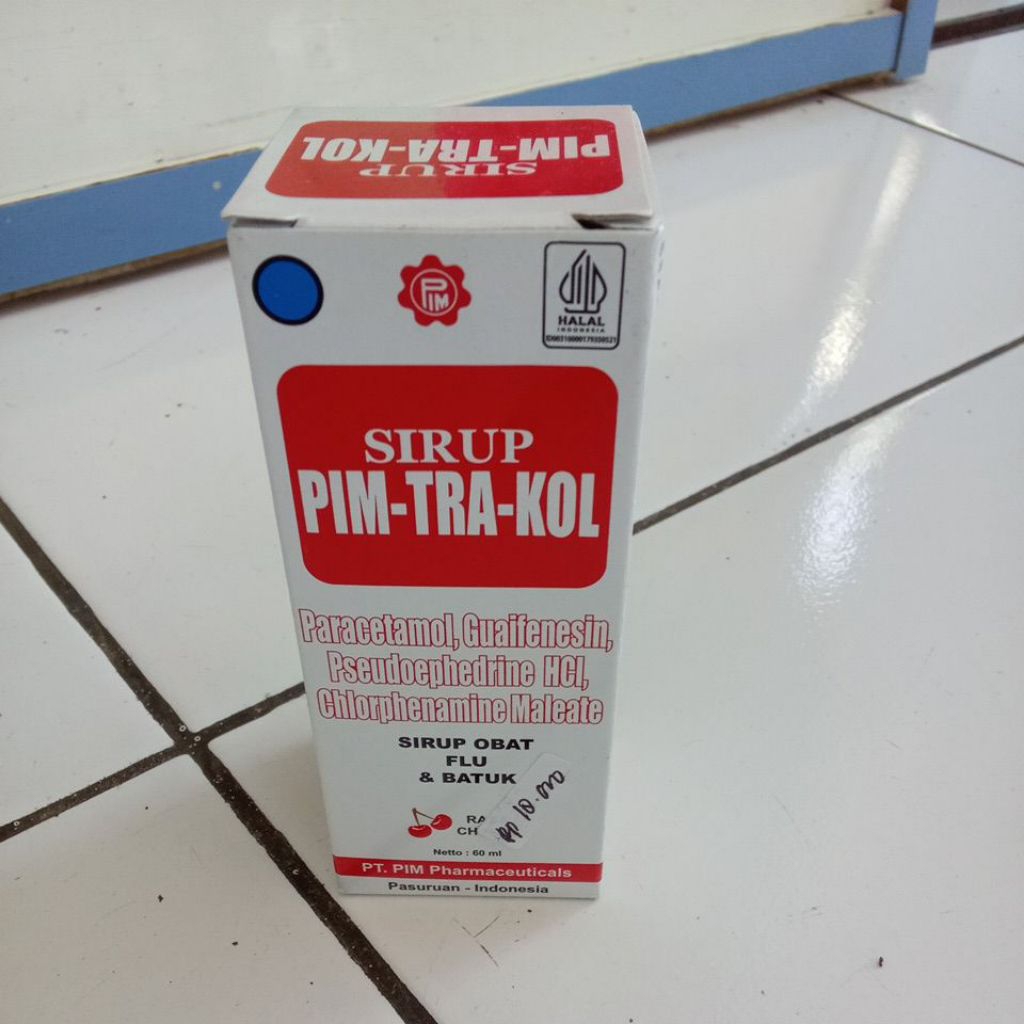 SIRUP
PIM-TRA-KOL
PIM
HALAL
INDONESIA
SIRUP
PIM-TRA-KOL
Paracetamol, Guaifenesin,
Pseudoephedrine HCl,
Chlorphenamine Maleate
SIRUP OBAT
FLU
& BATUK
Rp 10.000
Netto : 60 ml
PT. PIM Pharmaceuticals
Pasuruan - Indonesia